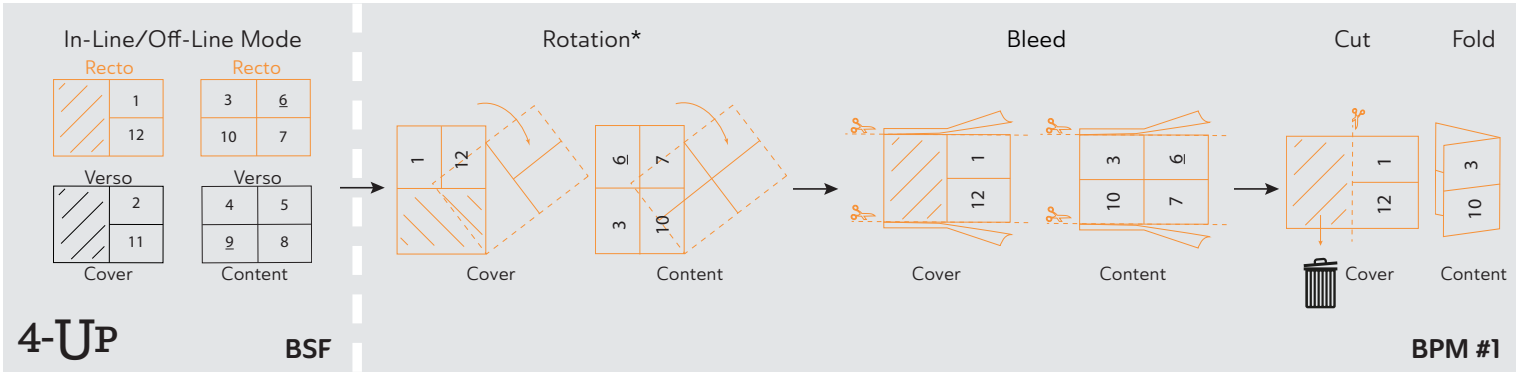 In-Line/Off-Line Mode
Recto
Recto
1
12
3
6
10
7
Verso
Verso
2
11
4
5
9
8
Cover
Content
4-UP
BSF
Rotation*
1
12
6
7
3
10
Cover
Content
Bleed
1
12
3
6
10
7
Cover
Content
Cut
Fold
1
12
3
10
Cover
Content
BPM #1